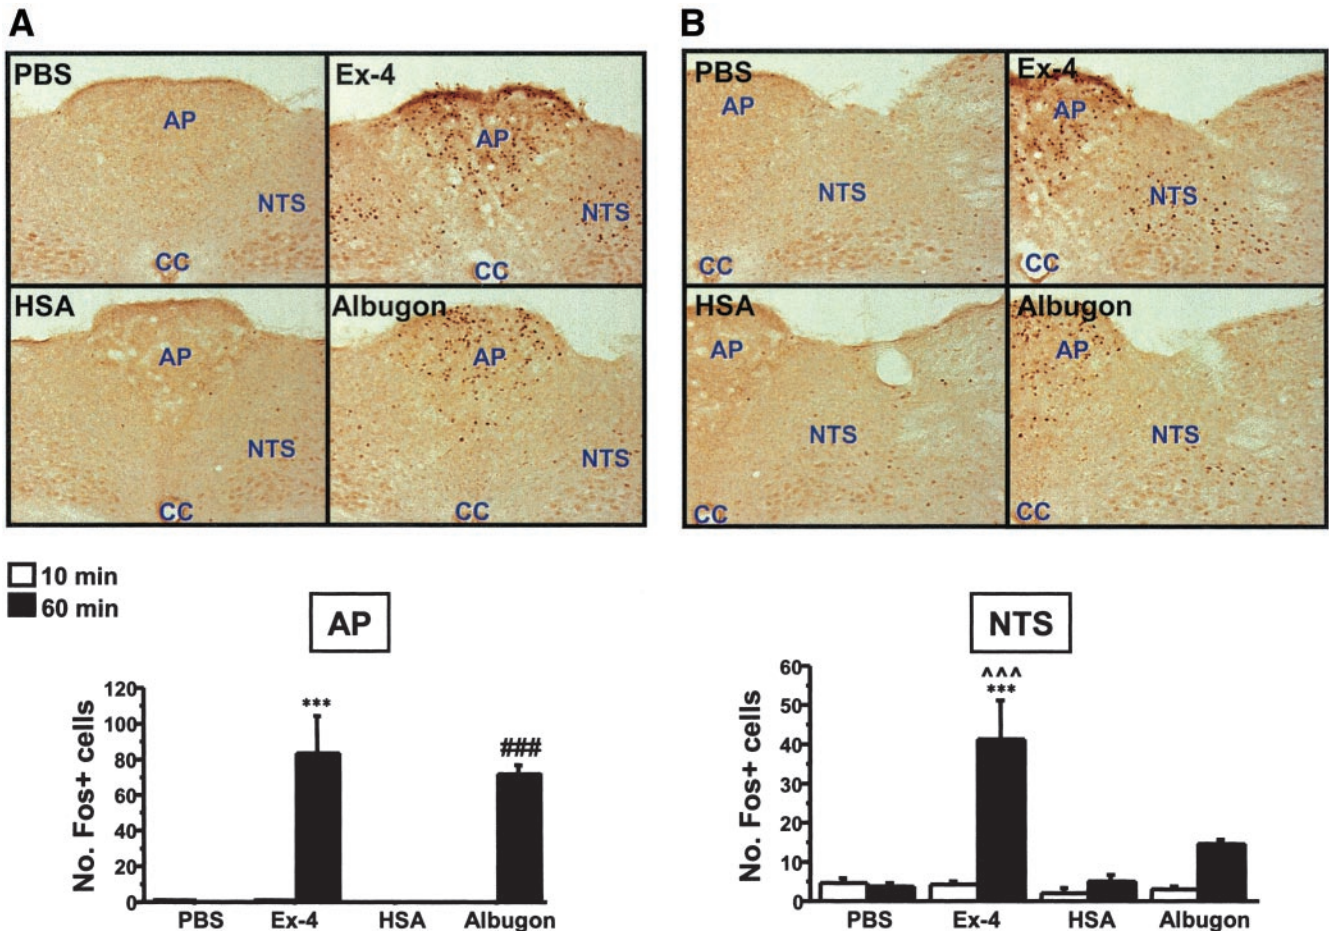 A
PBS
AP
NTS
CC
Ex-4
AP
NTS
CC
HSA
AP
NTS
CC
Albugon
AP
NTS
CC
B
PBS
AP
NTS
CC
Ex-4
AP
NTS
CC
HSA
AP
NTS
CC
Albugon
AP
NTS
CC
10 min
60 min
AP
No. Fos+ cells
120
100
80
60
40
20
0
***
###
PBS Ex-4 HSA Albugon
NTS
No. Fos+ cells
60
50
40
30
20
10
0
^^^
***
PBS Ex-4 HSA Albugon